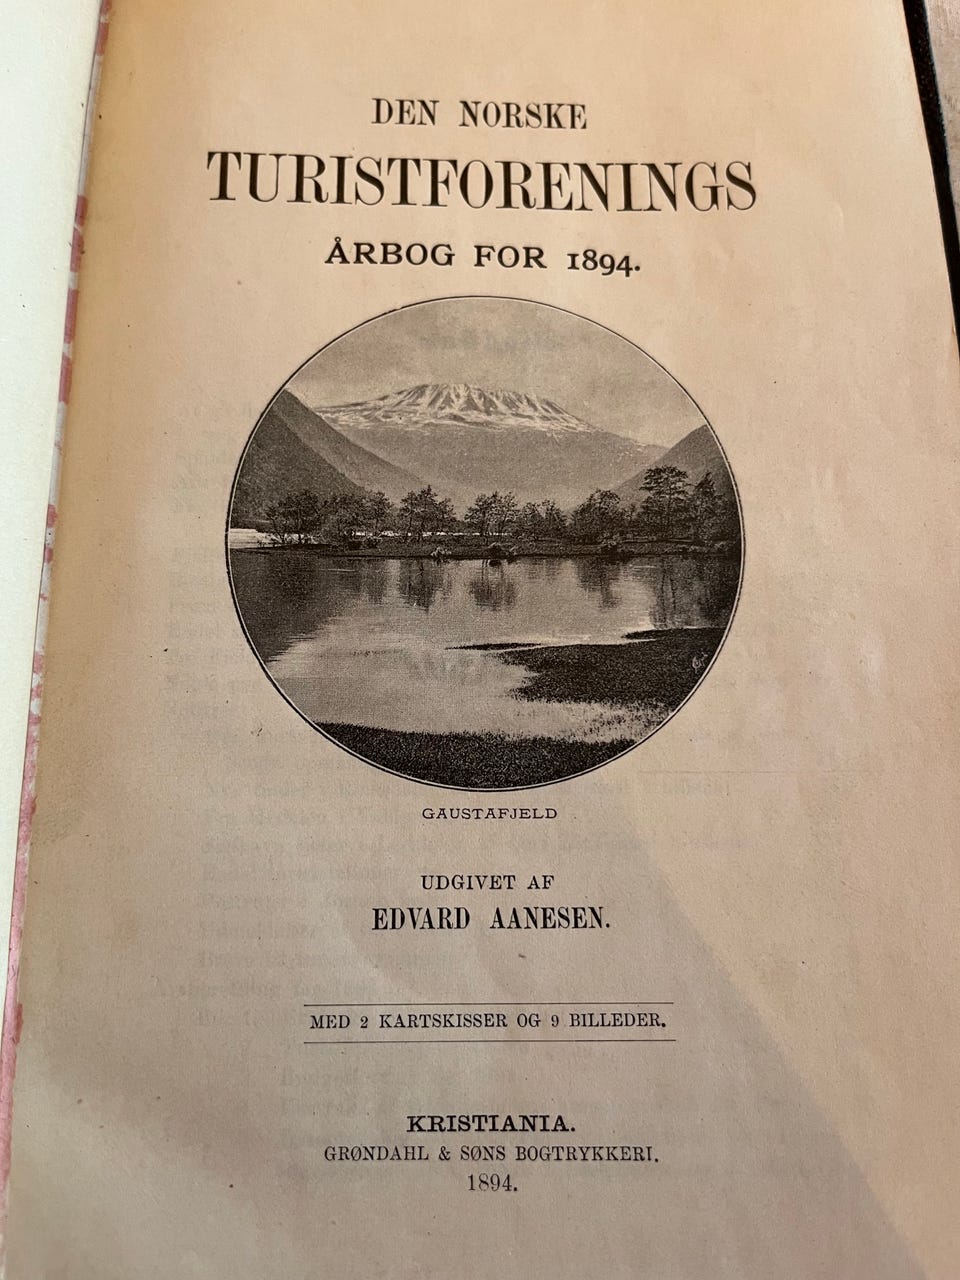 DEN NORSKE
TURISTFORENINGS
ÅRBOG FOR 1894.
GAUSTAFJELD
UDGIVET AF
EDVARD AANESEN.
MED 2 KARTSKISSER OG 9 BILLEDER.
KRISTIANIA.
GRØNDAHL & SØNS BOGTRYKKERI.
1894.